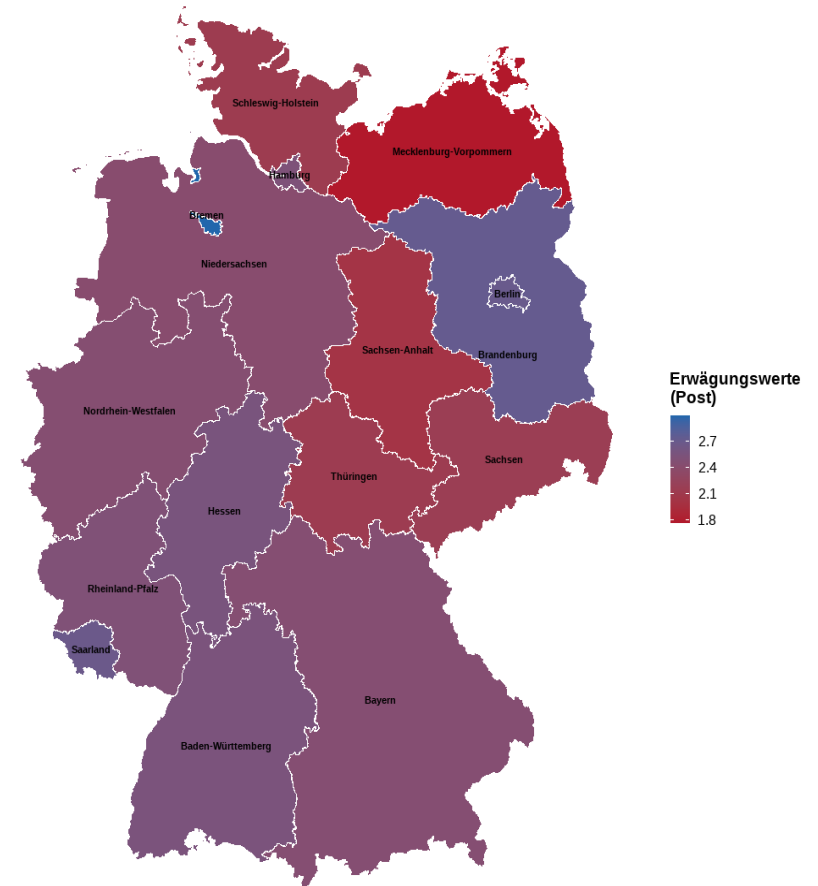 Schleswig-Holstein
Mecklenburg-Vorpommern
Hamburg
Bremen
Niedersachsen
Berlin
Sachsen-Anhalt
Brandenburg
Nordrhein-Westfalen
Sachsen
Thüringen
Hessen
Rheinland-Pfalz
Saarland
Bayern
Baden-Württemberg
Erwägungswerte
(Post)
2.7
2.4
2.1
1.8